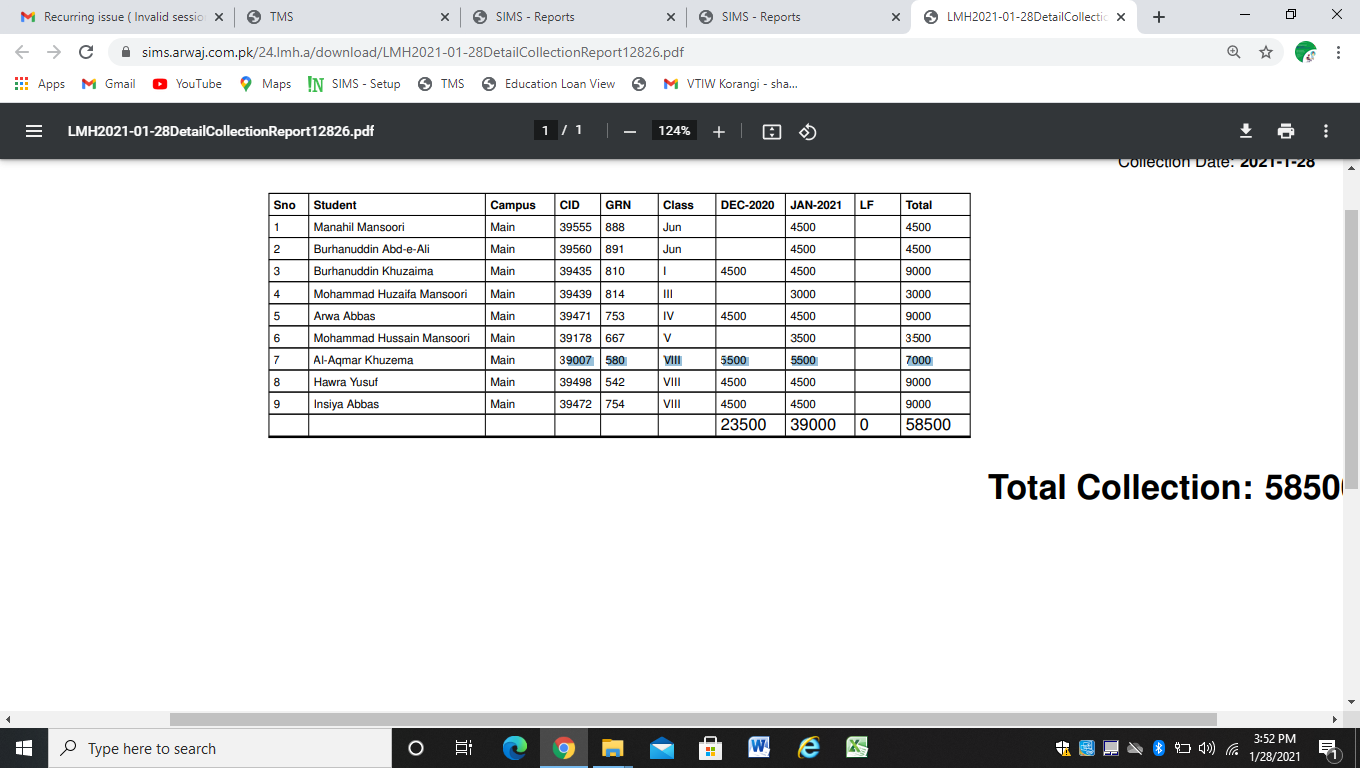 Recurring issue ( Invalid sessio
TMS
SIMS - Reports
SIMS - Reports
LMH2021-01-28DetailCollectic
sims.arwaj.com.pk/24.lmh.a/download/LMH2021-01-28DetailCollectionReport12826.pdf
Apps Gmail YouTube Maps SIMS - Setup TMS Education Loan View VTIW Korangi - sha...
LMH2021-01-28DetailCollectionReport12826.pdf 1 / 1 124%
Collection Date: 2021-1-28
Sno Student Campus CID GRN Class DEC-2020 JAN-2021 LF Total
1 Manahil Mansoori Main 39555 888 Jun 4500 4500
2 Burhanuddin Abd-e-Ali Main 39560 891 Jun 4500 4500
3 Burhanuddin Khuzaima Main 39435 810 I 4500 4500 9000
4 Mohammad Huzaifa Mansoori Main 39439 814 III 3000 3000
5 Arwa Abbas Main 39471 753 IV 4500 4500 9000
6 Mohammad Hussain Mansoori Main 39178 667 V 3500 3500
7 Al-Aqmar Khuzema Main 39007 580 VIII 5500 5500 7000
8 Hawra Yusuf Main 39498 542 VIII 4500 4500 9000
9 Insiya Abbas Main 39472 754 VIII 4500 4500 9000
23500 39000 0 58500
Total Collection: 5850
Type here to search
3:52 PM
1/28/2021
1